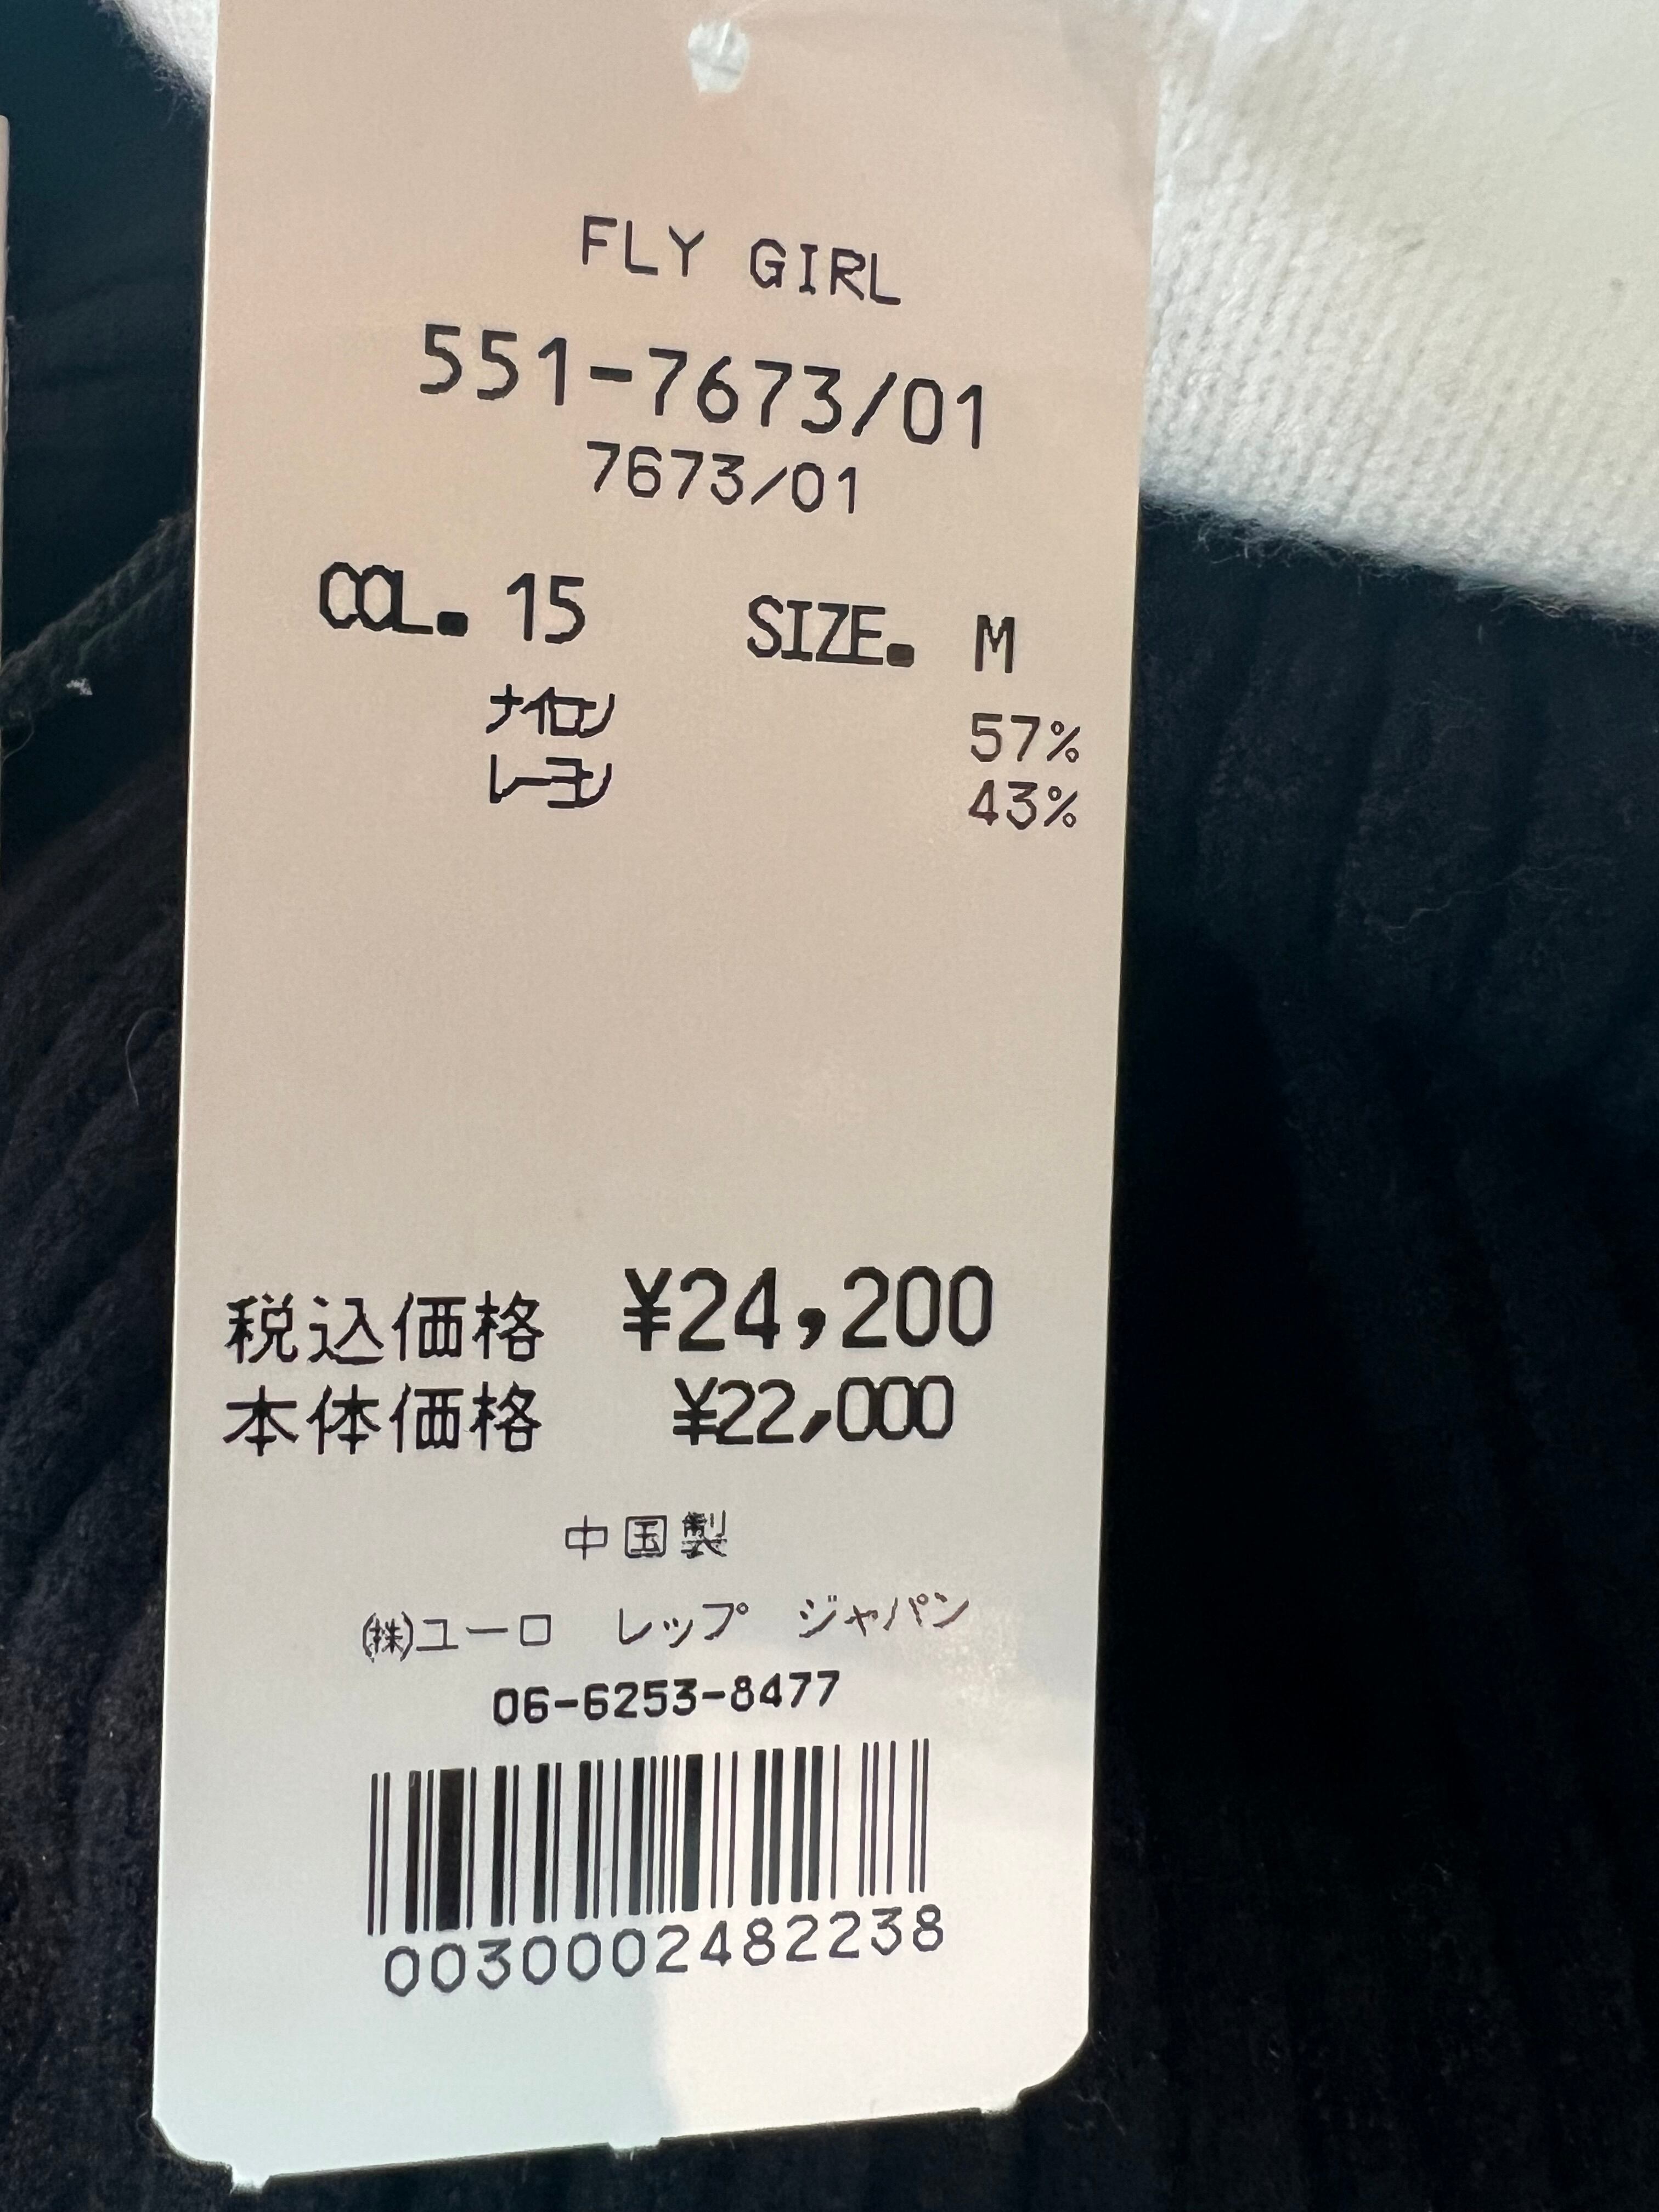 FLY GIRL
551-7673/01
7673/01
COL. 15 SIZE. M
ナイロン 57%
レーヨン 43%
税込価格 ¥24,200
本体価格 ¥22,000
中国製
㈱ユーロ レップ ジャパン
06-6253-8477
0030002482238